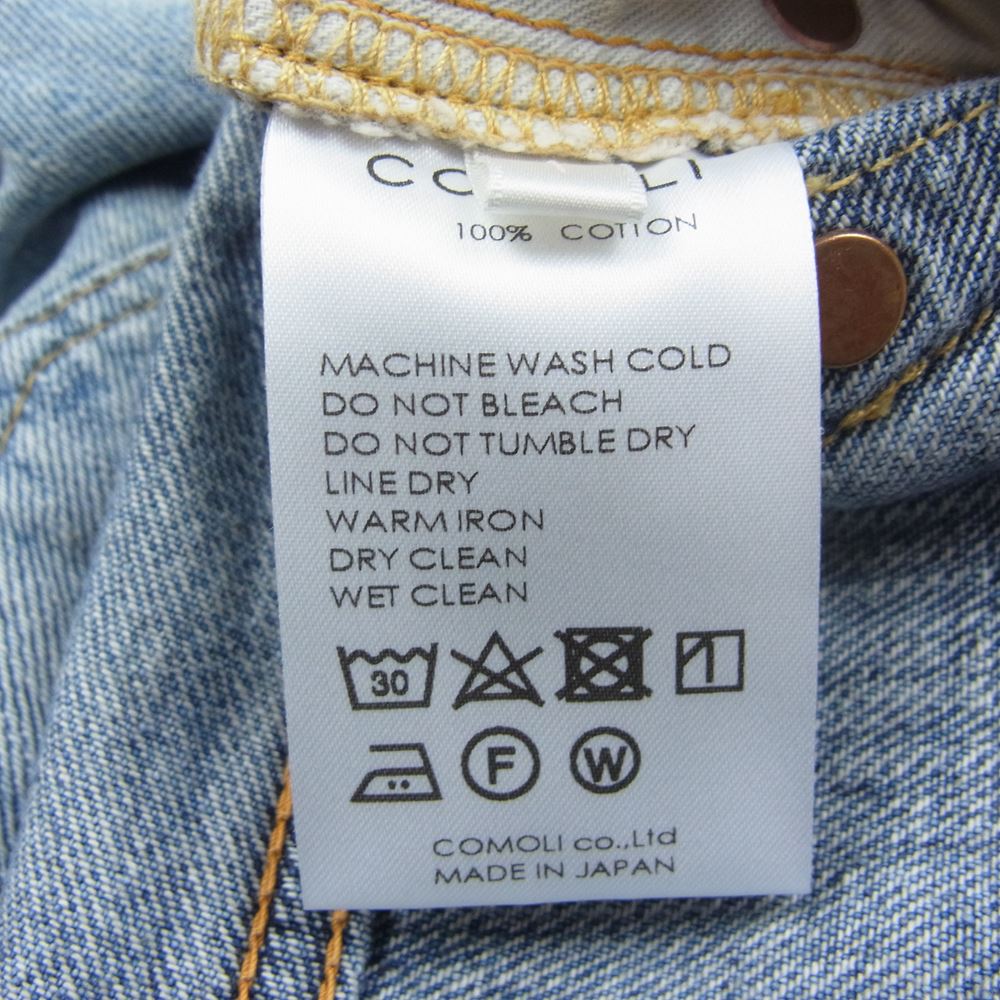 COMOLI
100% COTTON
MACHINE WASH COLD
DO NOT BLEACH
DO NOT TUMBLE DRY
LINE DRY
WARM IRON
DRY CLEAN
WET CLEAN
30
F W
COMOLI co.,Ltd
MADE IN JAPAN